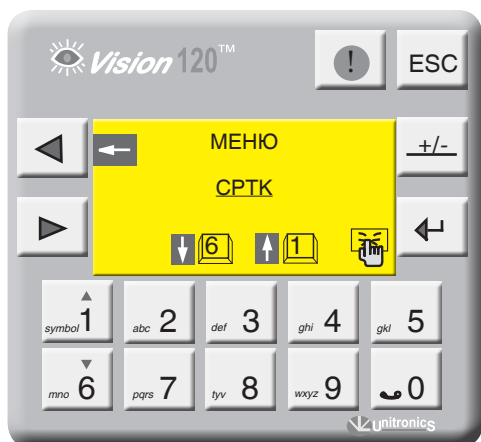 Vision 120™
! ESC
МЕНЮ
+/-
СРТК
6 1
symbol 1 abc 2 def 3 ghi 4 gkl 5
mno 6 pqrs 7 tyv 8 wxyz 9 0
unitronics